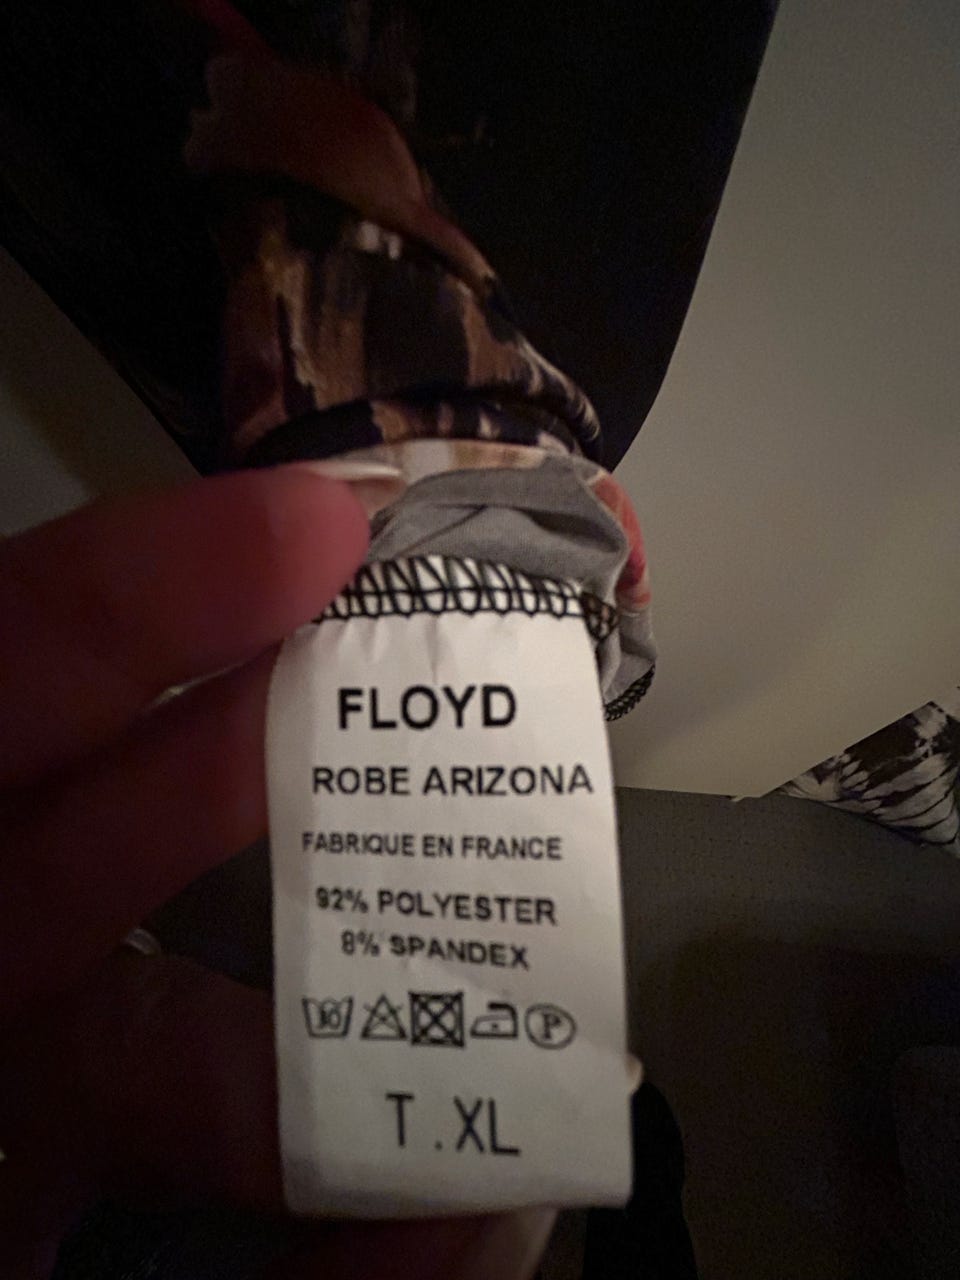 FLOYD
ROBE ARIZONA
FABRIQUE EN FRANCE
92% POLYESTER
8% SPANDEX
P
T . XL